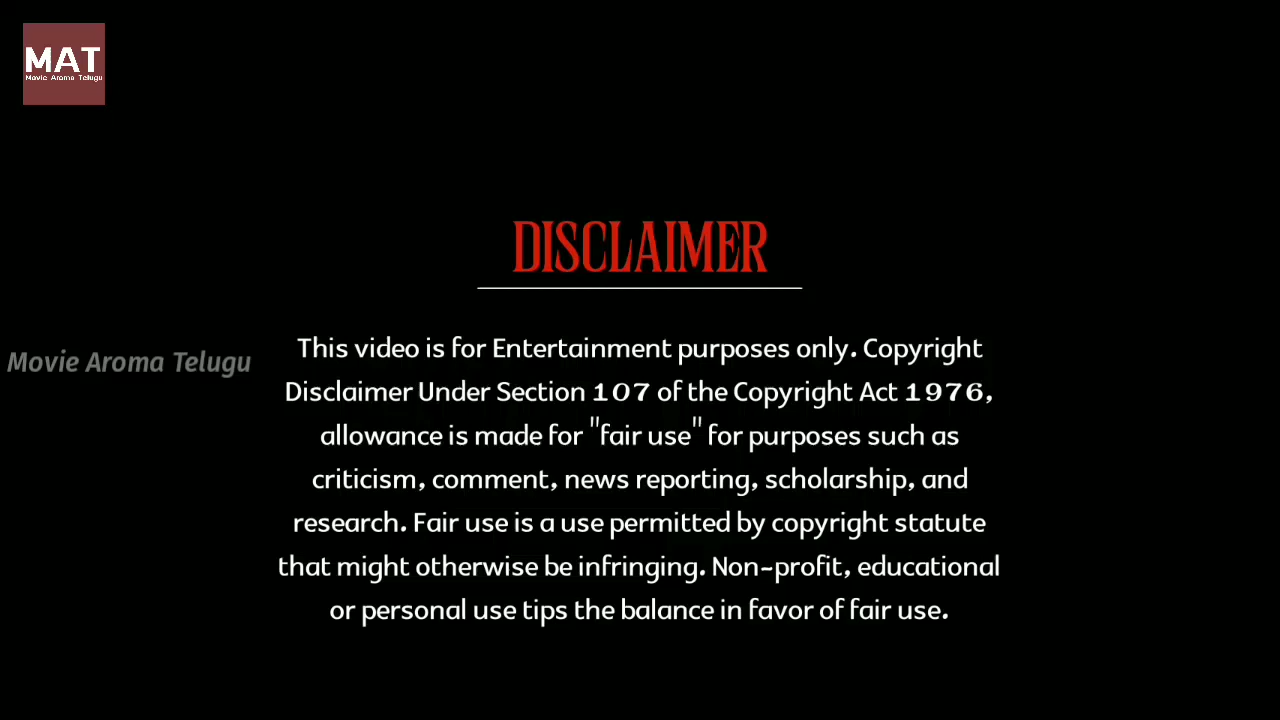 MAT
Movie Aroma Telugu
DISCLAIMER
Movie Aroma Telugu
This video is for Entertainment purposes only. Copyright
Disclaimer Under Section 107 of the Copyright Act 1976,
allowance is made for "fair use" for purposes such as
criticism, comment, news reporting, scholarship, and
research. Fair use is a use permitted by copyright statute
that might otherwise be infringing. Non-profit, educational
or personal use tips the balance in favor of fair use.